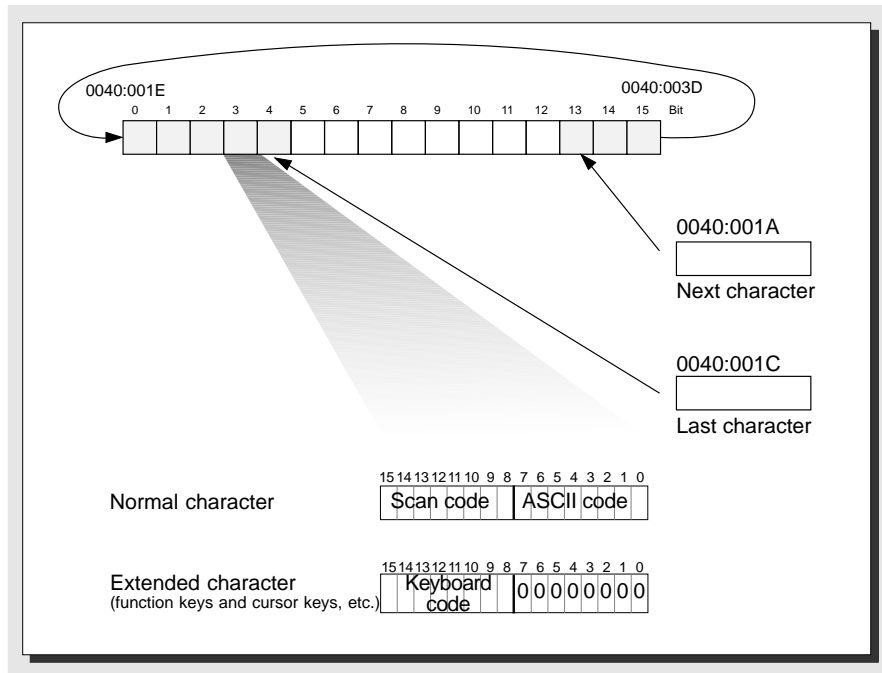 0040:001E
0040:003D
0 1 2 3 4 5 6 7 8 9 10 11 12 13 14 15 Bit
0040:001A
Next character
0040:001C
Last character
15 14 13 12 11 10 9 8 7 6 5 4 3 2 1 0
Normal character
Scan code ASCII code
15 14 13 12 11 10 9 8 7 6 5 4 3 2 1 0
Extended character
(function keys and cursor keys, etc.)
Keyboard
code
0 0 0 0 0 0 0 0